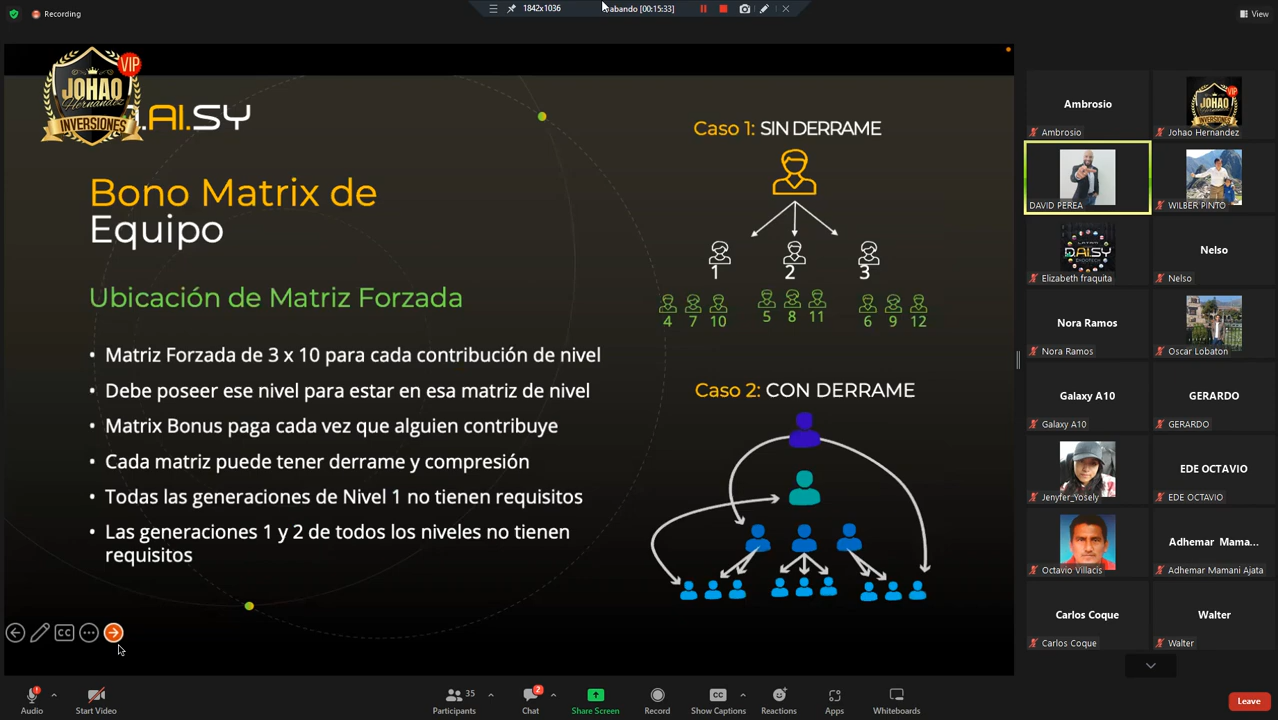 Recording
1842x1036
abando [00:15:33]
View
JOHAO
Hernandez
INVERSIONES
VIP
.AI.SY
Bono Matrix de
Equipo
Ubicación de Matriz Forzada
• Matriz Forzada de 3 x 10 para cada contribución de nivel
• Debe poseer ese nivel para estar en esa matriz de nivel
• Matrix Bonus paga cada vez que alguien contribuye
• Cada matriz puede tener derrame y compresión
• Todas las generaciones de Nivel 1 no tienen requisitos
• Las generaciones 1 y 2 de todos los niveles no tienen
requisitos
Caso 1: SIN DERRAME
1 2 3
4 7 10 5 8 11 6 9 12
Caso 2: CON DERRAME
CC
Ambrosio
Ambrosio
JOHAO
INVERSIONES
VIP
Johao Hernandez
DAVID PEREA
WILBER PINTO
D.AI.SY
Elizabeth fraquita
Nelso
Nelso
Nora Ramos
Nora Ramos
Oscar Lobaton
Galaxy A10
Galaxy A10
GERARDO
GERARDO
Jenyfer_Yosely
EDE OCTAVIO
EDE OCTAVIO
Octavio Villacis
Adhemar Mama...
Adhemar Mamani Ajata
Carlos Coque
Carlos Coque
Walter
Walter
Audio
Start Video
35
Participants
2
Chat
Share Screen
Record
CC
Show Captions
Reactions
Apps
Whiteboards
Leave